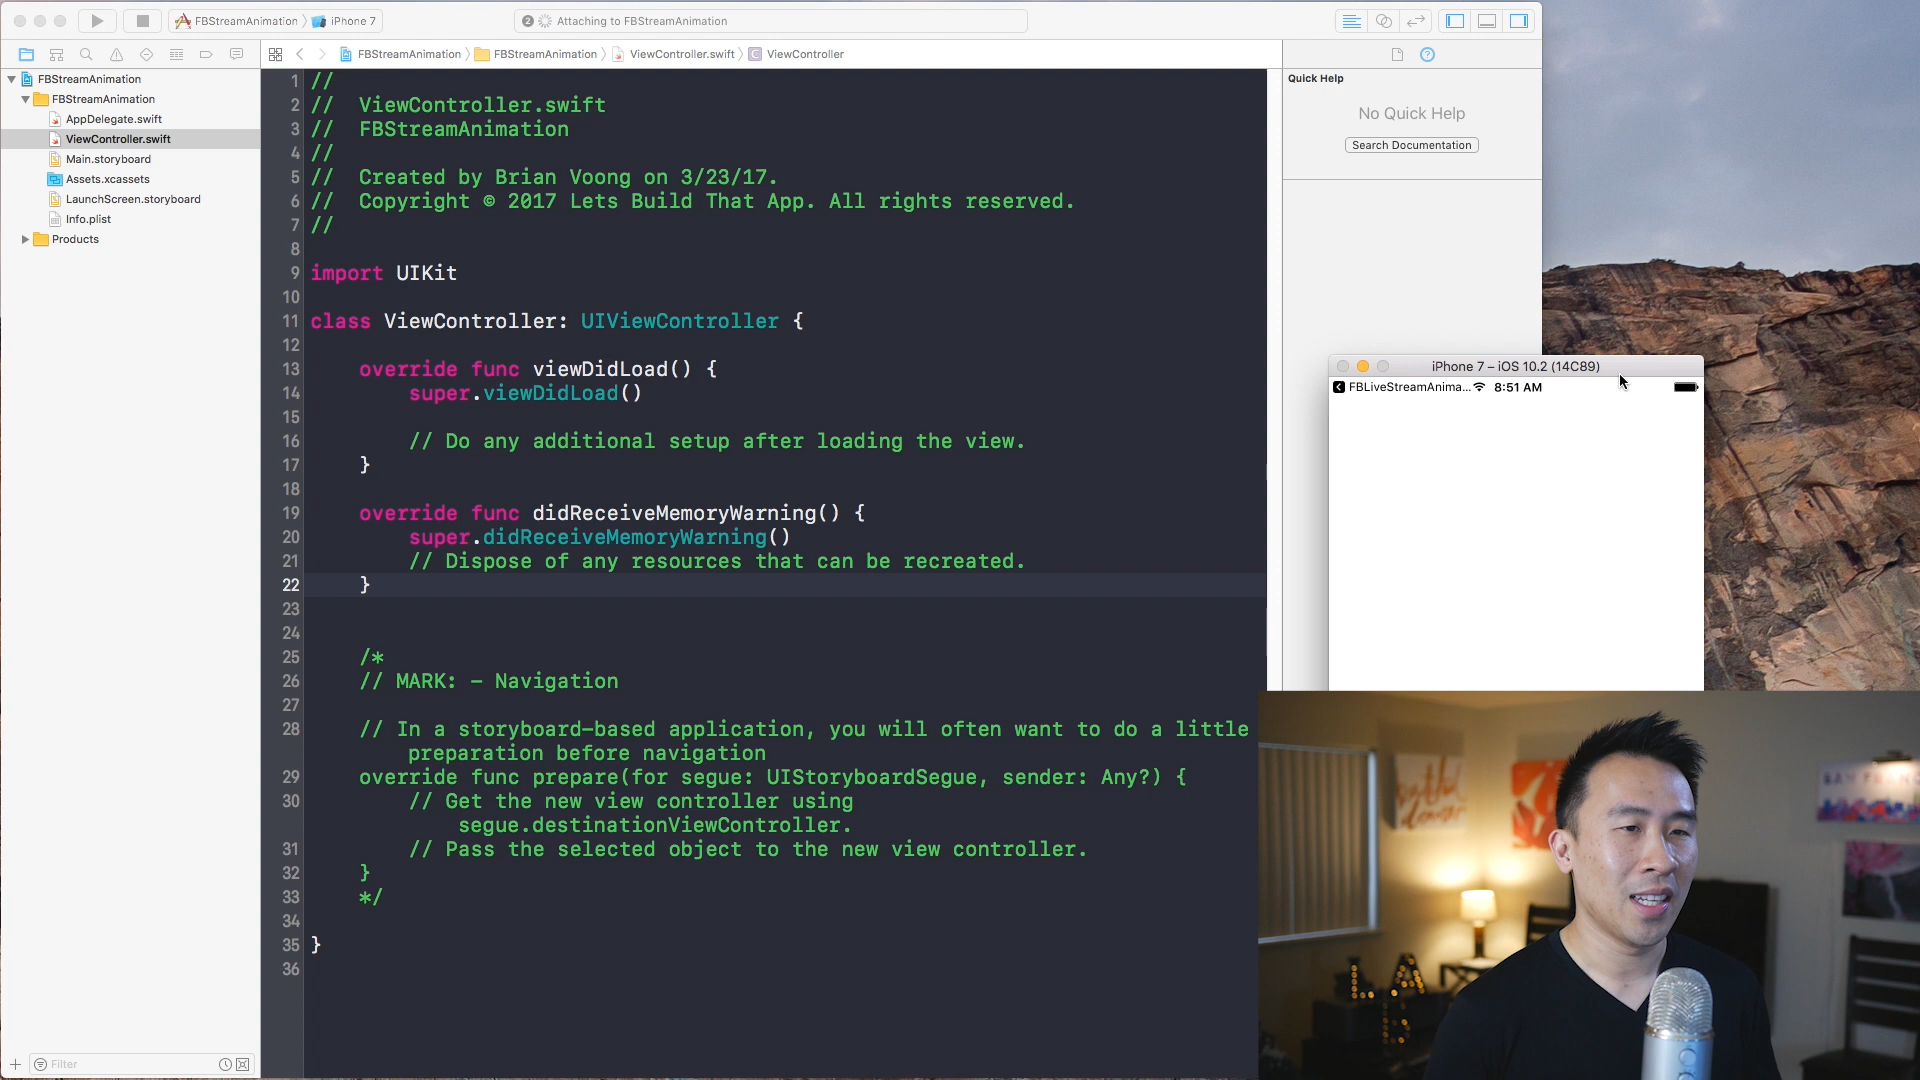 FBStreamAnimation
iPhone 7
2
Attaching to FBStreamAnimation
FBStreamAnimation
FBStreamAnimation
ViewController.swift
C
ViewController
FBStreamAnimation
FBStreamAnimation
AppDelegate.swift
ViewController.swift
Main.storyboard
Assets.xcassets
LaunchScreen.storyboard
Info.plist
Products
Filter
1 //
2 // ViewController.swift
3 // FBStreamAnimation
4 //
5 // Created by Brian Voong on 3/23/17.
6 // Copyright © 2017 Lets Build That App. All rights reserved.
7 //
8
9 import UIKit
10
11 class ViewController: UIViewController {
12
13 override func viewDidLoad() {
14 super.viewDidLoad()
15
16 // Do any additional setup after loading the view.
17 }
18
19 override func didReceiveMemoryWarning() {
20 super.didReceiveMemoryWarning()
21 // Dispose of any resources that can be recreated.
22 }
23
24
25 /*
26 // MARK: - Navigation
27
28 // In a storyboard-based application, you will often want to do a little
preparation before navigation
29 override func prepare(for segue: UIStoryboardSegue, sender: Any?) {
30 // Get the new view controller using
segue.destinationViewController.
31 // Pass the selected object to the new view controller.
32 }
33 */
34
35 }
36
Quick Help
No Quick Help
Search Documentation
iPhone 7 – iOS 10.2 (14C89)
FBLiveStreamAnima...
8:51 AM
L A
B